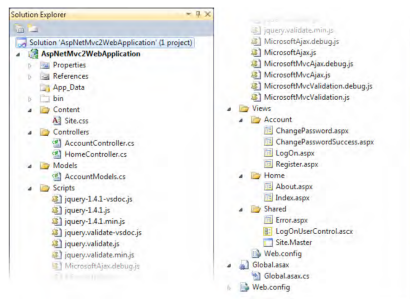 Solution Explorer
Solution 'AspNetMvc2WebApplication' (1 project)
AspNetMvc2WebApplication
Properties
References
App_Data
bin
Content
Site.css
Controllers
AccountController.cs
HomeController.cs
Models
AccountModels.cs
Scripts
jquery-1.4.1-vsdoc.js
jquery-1.4.1.js
jquery-1.4.1.min.js
jquery.validate-vsdoc.js
jquery.validate.js
jquery.validate.min.js
MicrosoftAjax.debug.js
jquery.validate.min.js
MicrosoftAjax.debug.js
MicrosoftAjax.js
MicrosoftMvcAjax.debug.js
MicrosoftMvcAjax.js
MicrosoftMvcValidation.debug.js
MicrosoftMvcValidation.js
Views
Account
ChangePassword.aspx
ChangePasswordSuccess.aspx
LogOn.aspx
Register.aspx
Home
About.aspx
Index.aspx
Shared
Error.aspx
LogOnUserControl.ascx
Site.Master
Web.config
Global.asax
Global.asax.cs
Web.config